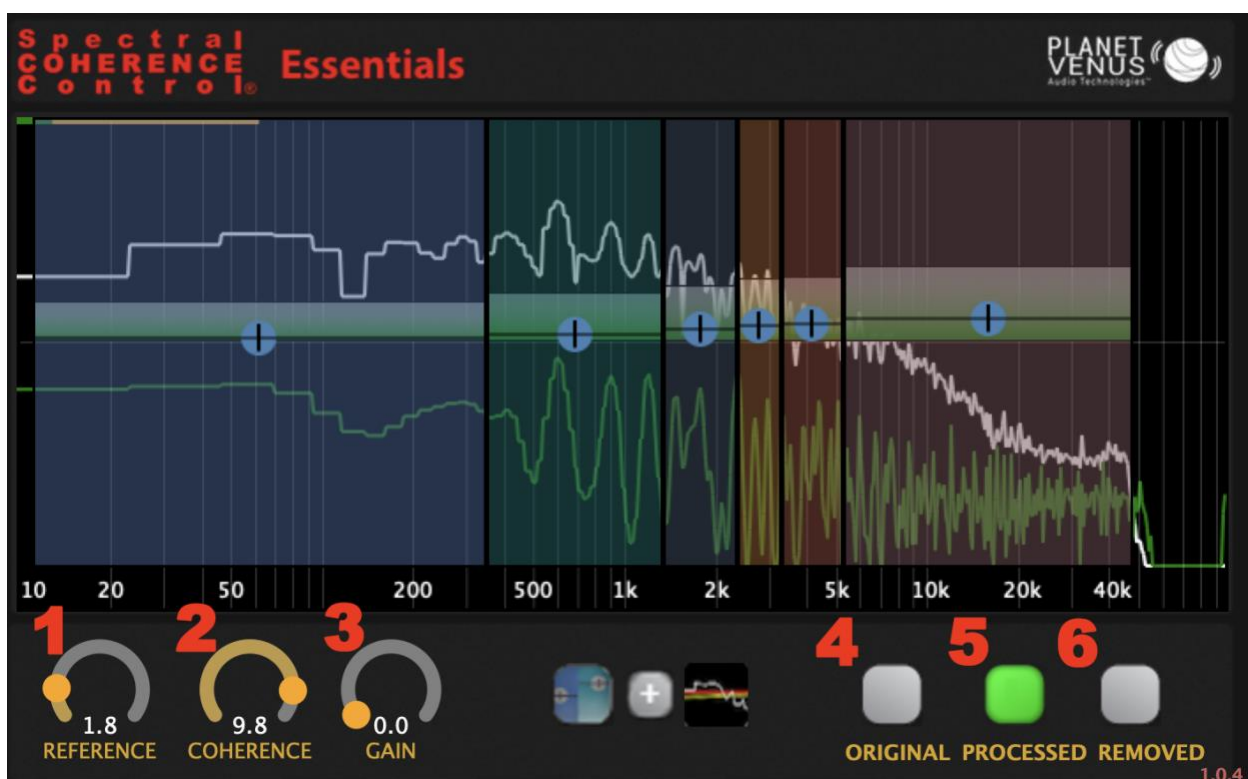 Spectral
COHERENCE
Control®
Essentials
PLANET
VENUS
Audio Technologies™
10 20 50 200 500 1k 2k 5k 10k 20k 40k
1 2 3 4 5 6
1.8 9.8 0.0
REFERENCE COHERENCE GAIN ORIGINAL PROCESSED REMOVED
1.0.4